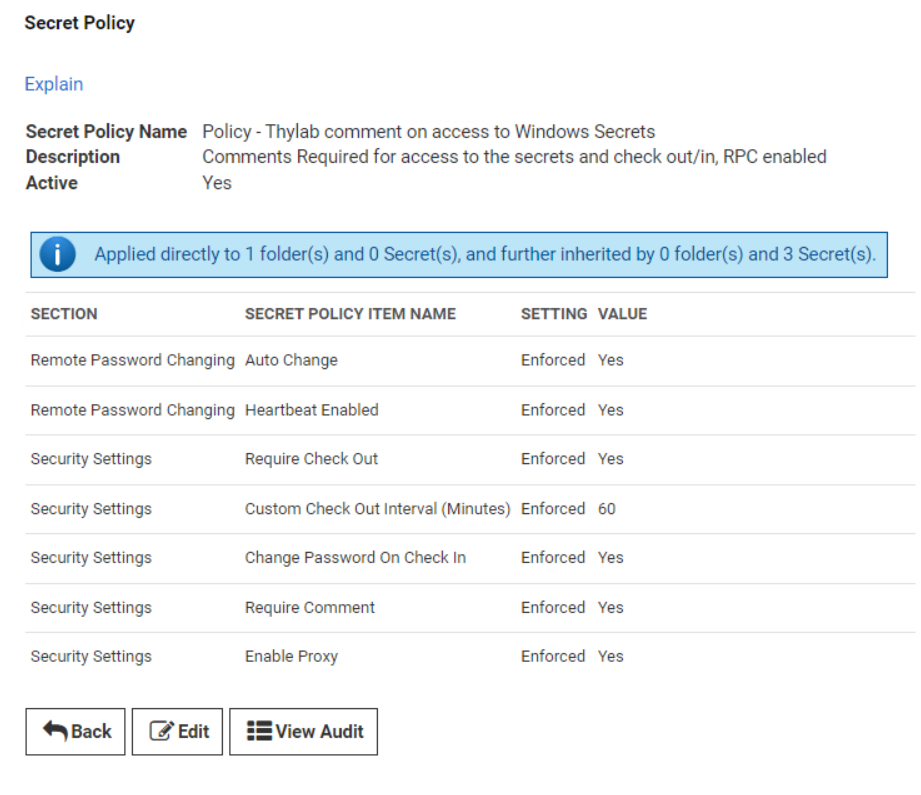 Secret Policy
Explain
Secret Policy Name Policy - Thylab comment on access to Windows Secrets
Description Comments Required for access to the secrets and check out/in, RPC enabled
Active Yes
i Applied directly to 1 folder(s) and 0 Secret(s), and further inherited by 0 folder(s) and 3 Secret(s).
SECTION SECRET POLICY ITEM NAME SETTING VALUE
Remote Password Changing Auto Change Enforced Yes
Remote Password Changing Heartbeat Enabled Enforced Yes
Security Settings Require Check Out Enforced Yes
Security Settings Custom Check Out Interval (Minutes) Enforced 60
Security Settings Change Password On Check In Enforced Yes
Security Settings Require Comment Enforced Yes
Security Settings Enable Proxy Enforced Yes
Back Edit View Audit